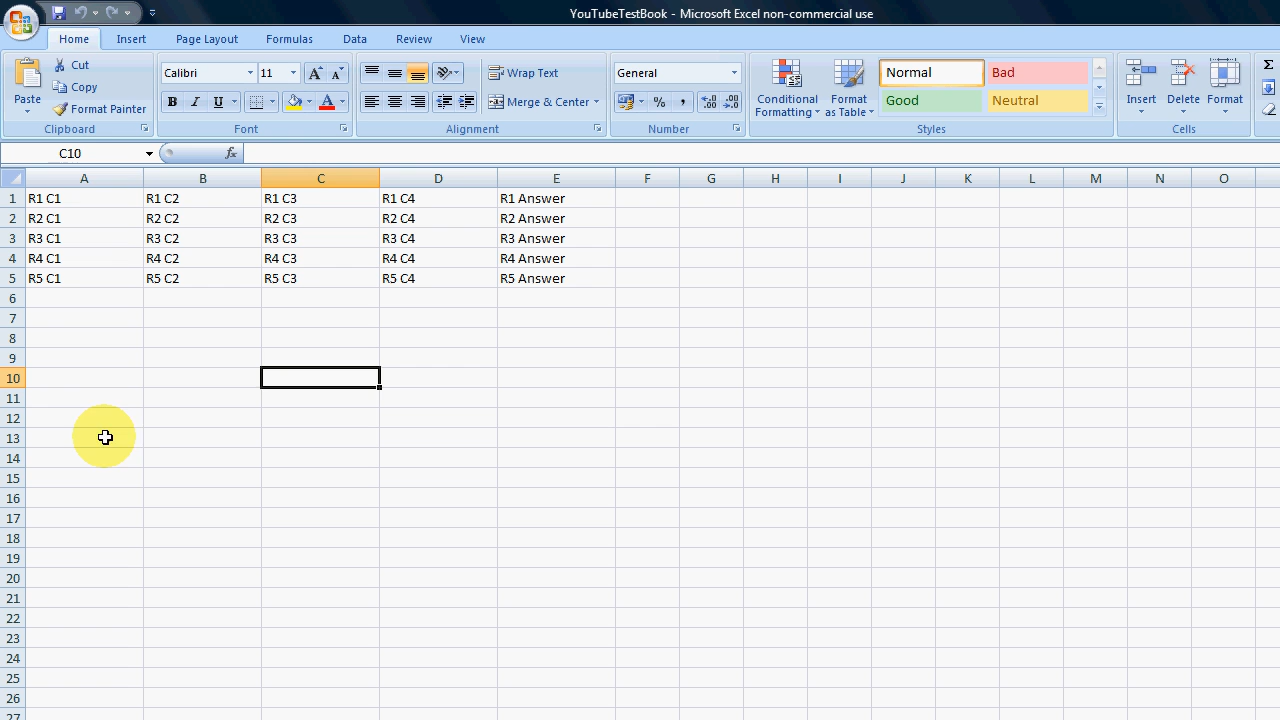 YouTubeTestBook - Microsoft Excel non-commercial use
Home Insert Page Layout Formulas Data Review View
Paste
Cut
Copy
Format Painter
Clipboard
Calibri 11
B I U
Font
Wrap Text
Merge & Center
Alignment
General
%
Number
Conditional Formatting
Format as Table
Normal Bad
Good Neutral
Styles
Insert Delete Format
Cells
C10 fx
A B C D E F G H I J K L M N O
1 R1 C1 R1 C2 R1 C3 R1 C4 R1 Answer
2 R2 C1 R2 C2 R2 C3 R2 C4 R2 Answer
3 R3 C1 R3 C2 R3 C3 R3 C4 R3 Answer
4 R4 C1 R4 C2 R4 C3 R4 C4 R4 Answer
5 R5 C1 R5 C2 R5 C3 R5 C4 R5 Answer
6
7
8
9
10
11
12
13
14
15
16
17
18
19
20
21
22
23
24
25
26
27